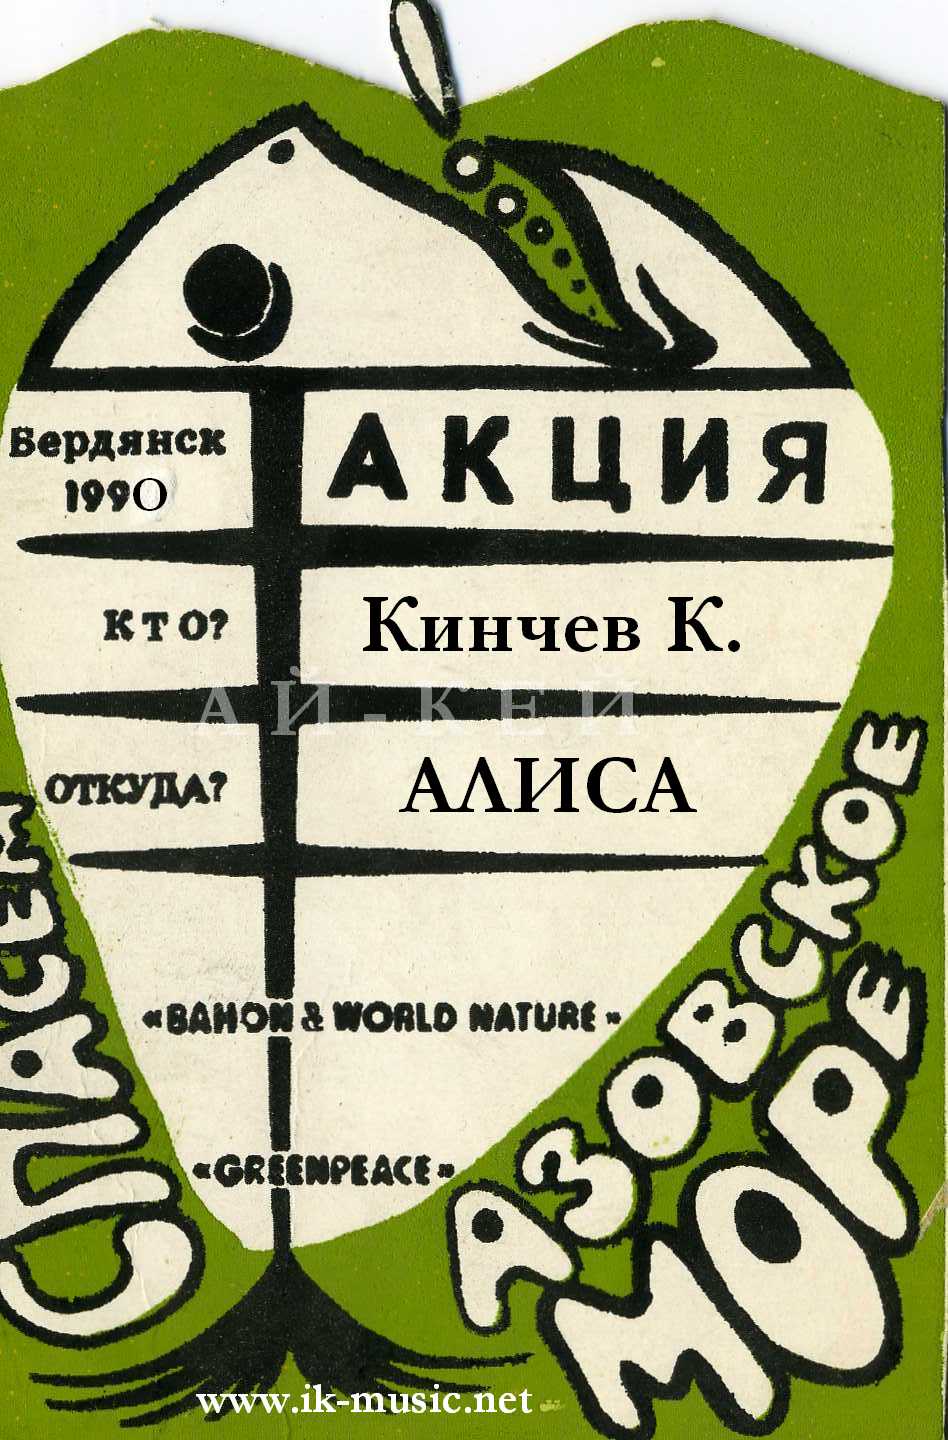 Бердянск
1990
АКЦИЯ
КТО?
Кинчев К.
АЙ-КЕЙ
ОТКУДА?
АЛИСА
«BAHON & WORLD NATURE»
«GREENPEACE»
СПАСЕМ
АЗОВСКОЕ
МОРЕ
www.ik-music.net